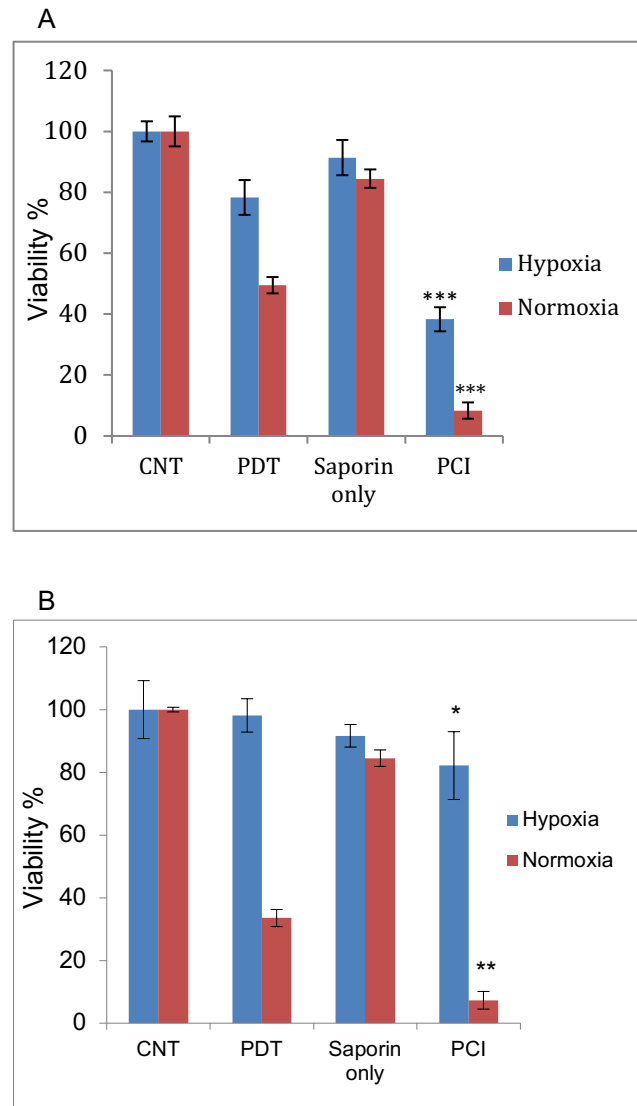 A
120
100
80
60
40
20
0
Viability %
***
***
Hypoxia
Normoxia
CNT
PDT
Saporin
only
PCI
B
120
100
80
60
40
20
0
Viability %
*
**
Hypoxia
Normoxia
CNT
PDT
Saporin
only
PCI